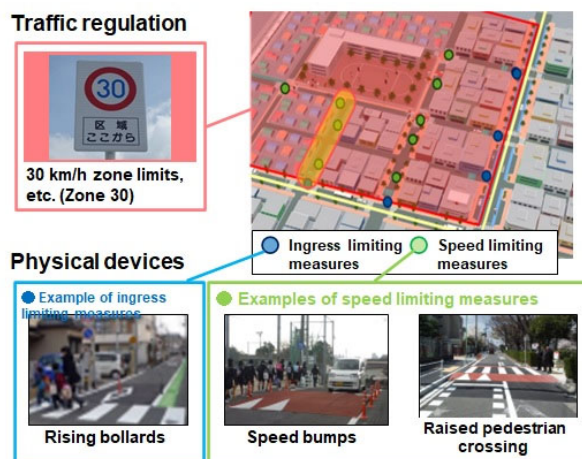 Traffic regulation
30
区域
ここから
30 km/h zone limits,
etc. (Zone 30)
Ingress limiting
measures
Speed limiting
measures
Physical devices
Example of ingress
limiting measures
Rising bollards
Examples of speed limiting measures
Speed bumps
Raised pedestrian
crossing